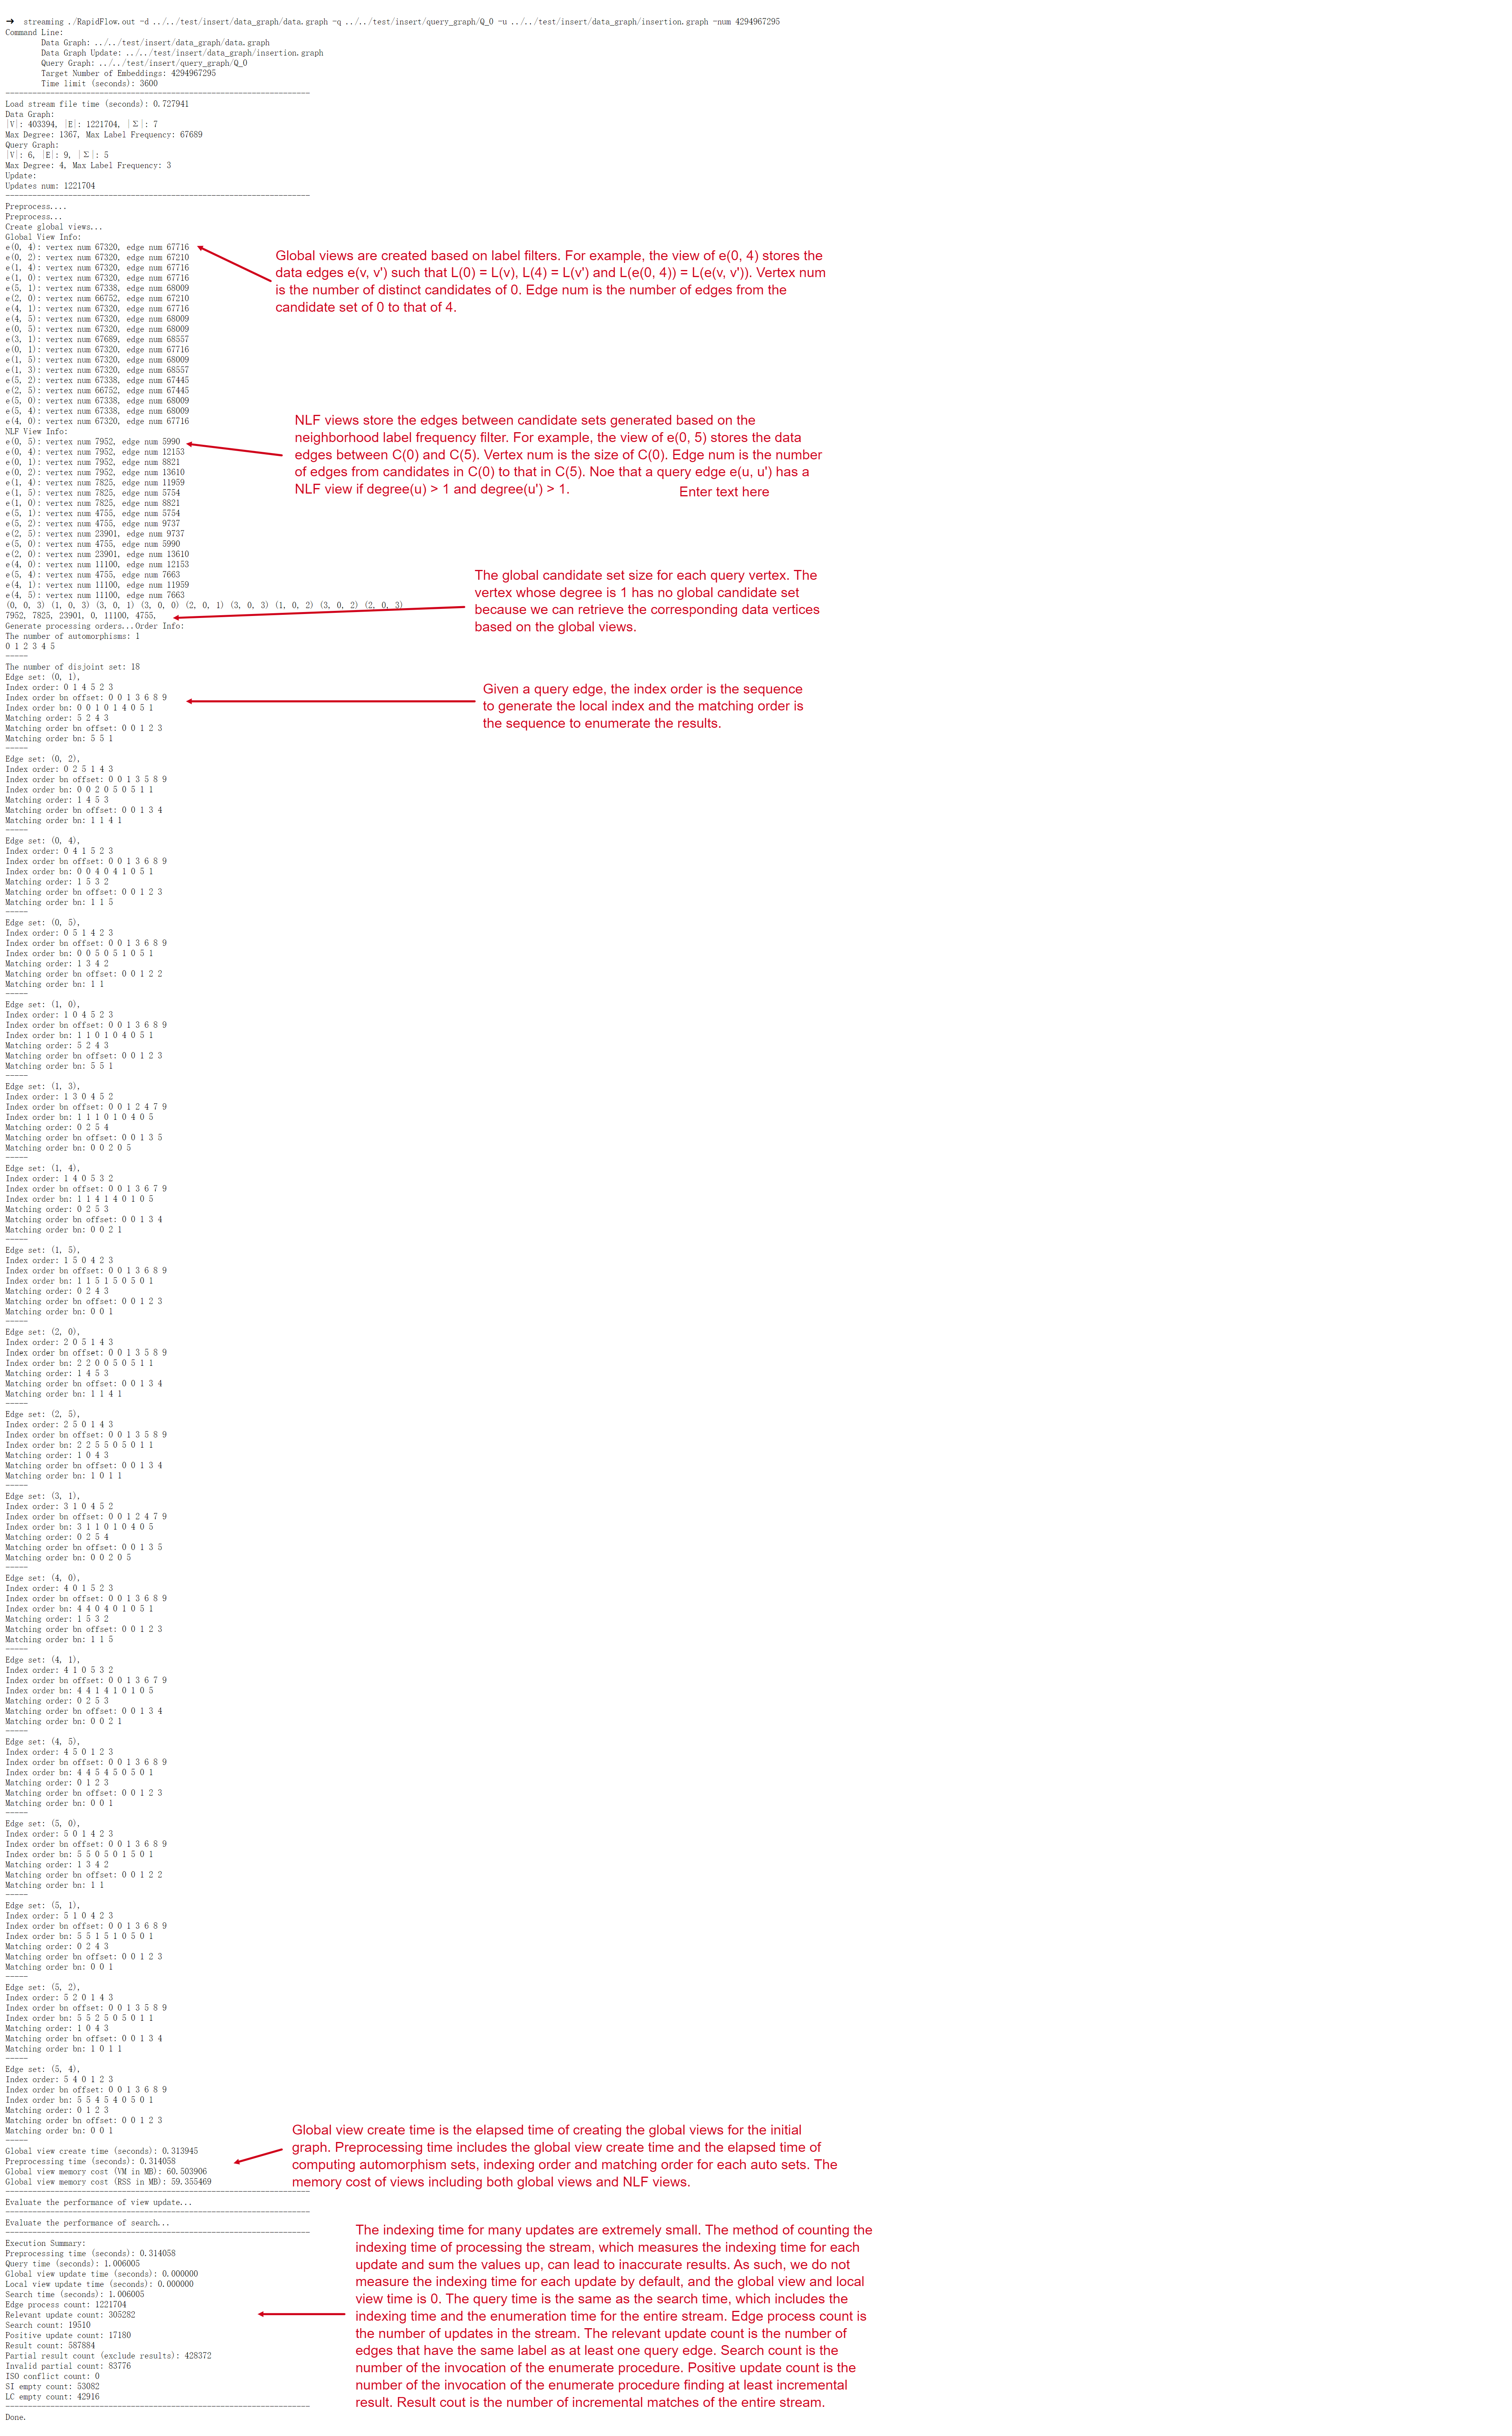 ➜  streaming ./RapidFlow.out -d ../../test/insert/data_graph/data.graph -q ../../test/insert/query_graph/Q_0 -u ../../test/insert/data_graph/insertion.graph -num 4294967295
Command Line:
Data Graph: ../../test/insert/data_graph/data.graph
Data Graph Update: ../../test/insert/data_graph/insertion.graph
Query Graph: ../../test/insert/query_graph/Q_0
Target Number of Embeddings: 4294967295
Time limit (seconds): 3600
--------------------------------------------------------------------
Load stream file time (seconds): 0.727941
Data Graph:
|V|: 403394, |E|: 1221704, |Σ|: 7
Max Degree: 1367, Max Label Frequency: 67689
Query Graph:
|V|: 6, |E|: 9, |Σ|: 5
Max Degree: 4, Max Label Frequency: 3
Update:
Updates num: 1221704
--------------------------------------------------------------------
Preprocess....
Preprocess...
Create global views...
Global View Info:
e(0, 4): vertex num 67320, edge num 67716
e(0, 2): vertex num 67320, edge num 67210
e(1, 4): vertex num 67320, edge num 67716
e(1, 0): vertex num 67320, edge num 67716
e(5, 1): vertex num 67338, edge num 68009
e(2, 0): vertex num 66752, edge num 67210
e(4, 1): vertex num 67320, edge num 67716
e(4, 5): vertex num 67320, edge num 68009
e(0, 5): vertex num 67320, edge num 68009
e(3, 1): vertex num 67689, edge num 68557
e(0, 1): vertex num 67320, edge num 67716
e(1, 5): vertex num 67320, edge num 68009
e(1, 3): vertex num 67320, edge num 68557
e(5, 2): vertex num 67338, edge num 67445
e(2, 5): vertex num 66752, edge num 67445
e(5, 0): vertex num 67338, edge num 68009
e(5, 4): vertex num 67338, edge num 68009
e(4, 0): vertex num 67320, edge num 67716
Global views are created based on label filters. For example, the view of e(0, 4) stores the
data edges e(v, v') such that L(0) = L(v), L(4) = L(v') and L(e(0, 4)) = L(e(v, v')). Vertex num
is the number of distinct candidates of 0. Edge num is the number of edges from the
candidate set of 0 to that of 4.
NLF View Info:
e(0, 5): vertex num 7952, edge num 5990
e(0, 4): vertex num 7952, edge num 12153
e(0, 1): vertex num 7952, edge num 8821
e(0, 2): vertex num 7952, edge num 13610
e(1, 4): vertex num 7825, edge num 11959
e(1, 5): vertex num 7825, edge num 5754
e(1, 0): vertex num 7825, edge num 8821
e(5, 1): vertex num 4755, edge num 5754
e(5, 2): vertex num 4755, edge num 9737
e(2, 5): vertex num 23901, edge num 9737
e(5, 0): vertex num 4755, edge num 5990
e(2, 0): vertex num 23901, edge num 13610
e(4, 0): vertex num 11100, edge num 12153
e(5, 4): vertex num 4755, edge num 7663
e(4, 1): vertex num 11100, edge num 11959
e(4, 5): vertex num 11100, edge num 7663
NLF views store the edges between candidate sets generated based on the
neighborhood label frequency filter. For example, the view of e(0, 5) stores the data
edges between C(0) and C(5). Vertex num is the size of C(0). Edge num is the number
of edges from candidates in C(0) to that in C(5). Noe that a query edge e(u, u') has a
NLF view if degree(u) > 1 and degree(u') > 1.
Enter text here
(0, 0, 3) (1, 0, 3) (3, 0, 1) (3, 0, 0) (2, 0, 1) (3, 0, 3) (1, 0, 2) (3, 0, 2) (2, 0, 3)
7952, 7825, 23901, 0, 11100, 4755,
The global candidate set size for each query vertex. The
vertex whose degree is 1 has no global candidate set
because we can retrieve the corresponding data vertices
based on the global views.
Generate processing orders...Order Info:
The number of automorphisms: 1
0 1 2 3 4 5
-----
The number of disjoint set: 18
Edge set: (0, 1),
Index order: 0 1 4 5 2 3
Index order bn offset: 0 0 1 3 6 8 9
Index order bn: 0 0 1 0 1 4 0 5 1
Matching order: 5 2 4 3
Matching order bn offset: 0 0 1 2 3
Matching order bn: 5 5 1
-----
Given a query edge, the index order is the sequence
to generate the local index and the matching order is
the sequence to enumerate the results.
Edge set: (0, 2),
Index order: 0 2 5 1 4 3
Index order bn offset: 0 0 1 3 5 8 9
Index order bn: 0 0 2 0 5 0 5 1 1
Matching order: 1 4 5 3
Matching order bn offset: 0 0 1 3 4
Matching order bn: 1 1 4 1
-----
Edge set: (0, 4),
Index order: 0 4 1 5 2 3
Index order bn offset: 0 0 1 3 6 8 9
Index order bn: 0 0 4 0 4 1 0 5 1
Matching order: 1 5 3 2
Matching order bn offset: 0 0 1 2 3
Matching order bn: 1 1 5
-----
Edge set: (0, 5),
Index order: 0 5 1 4 2 3
Index order bn offset: 0 0 1 3 6 8 9
Index order bn: 0 0 5 0 5 1 0 5 1
Matching order: 1 3 4 2
Matching order bn offset: 0 0 1 2 2
Matching order bn: 1 1
-----
Edge set: (1, 0),
Index order: 1 0 4 5 2 3
Index order bn offset: 0 0 1 3 6 8 9
Index order bn: 1 1 0 1 0 4 0 5 1
Matching order: 5 2 4 3
Matching order bn offset: 0 0 1 2 3
Matching order bn: 5 5 1
-----
Edge set: (1, 3),
Index order: 1 3 0 4 5 2
Index order bn offset: 0 0 1 2 4 7 9
Index order bn: 1 1 1 0 1 0 4 0 5
Matching order: 0 2 5 4
Matching order bn offset: 0 0 1 3 5
Matching order bn: 0 0 2 0 5
-----
Edge set: (1, 4),
Index order: 1 4 0 5 3 2
Index order bn offset: 0 0 1 3 6 7 9
Index order bn: 1 1 4 1 4 0 1 0 5
Matching order: 0 2 5 3
Matching order bn offset: 0 0 1 3 4
Matching order bn: 0 0 2 1
-----
Edge set: (1, 5),
Index order: 1 5 0 4 2 3
Index order bn offset: 0 0 1 3 6 8 9
Index order bn: 1 1 5 1 5 0 5 0 1
Matching order: 0 2 4 3
Matching order bn offset: 0 0 1 2 3
Matching order bn: 0 0 1
-----
Edge set: (2, 0),
Index order: 2 0 5 1 4 3
Index order bn offset: 0 0 1 3 5 8 9
Index order bn: 2 2 0 0 5 0 5 1 1
Matching order: 1 4 5 3
Matching order bn offset: 0 0 1 3 4
Matching order bn: 1 1 4 1
-----
Edge set: (2, 5),
Index order: 2 5 0 1 4 3
Index order bn offset: 0 0 1 3 5 8 9
Index order bn: 2 2 5 5 0 5 0 1 1
Matching order: 1 0 4 3
Matching order bn offset: 0 0 1 3 4
Matching order bn: 1 0 1 1
-----
Edge set: (3, 1),
Index order: 3 1 0 4 5 2
Index order bn offset: 0 0 1 2 4 7 9
Index order bn: 3 1 1 0 1 0 4 0 5
Matching order: 0 2 5 4
Matching order bn offset: 0 0 1 3 5
Matching order bn: 0 0 2 0 5
-----
Edge set: (4, 0),
Index order: 4 0 1 5 2 3
Index order bn offset: 0 0 1 3 6 8 9
Index order bn: 4 4 0 4 0 1 0 5 1
Matching order: 1 5 3 2
Matching order bn offset: 0 0 1 2 3
Matching order bn: 1 1 5
-----
Edge set: (4, 1),
Index order: 4 1 0 5 3 2
Index order bn offset: 0 0 1 3 6 7 9
Index order bn: 4 4 1 4 1 0 1 0 5
Matching order: 0 2 5 3
Matching order bn offset: 0 0 1 3 4
Matching order bn: 0 0 2 1
-----
Edge set: (4, 5),
Index order: 4 5 0 1 2 3
Index order bn offset: 0 0 1 3 6 8 9
Index order bn: 4 4 5 4 5 0 5 0 1
Matching order: 0 1 2 3
Matching order bn offset: 0 0 1 2 3
Matching order bn: 0 0 1
-----
Edge set: (5, 0),
Index order: 5 0 1 4 2 3
Index order bn offset: 0 0 1 3 6 8 9
Index order bn: 5 5 0 5 0 1 5 0 1
Matching order: 1 3 4 2
Matching order bn offset: 0 0 1 2 2
Matching order bn: 1 1
-----
Edge set: (5, 1),
Index order: 5 1 0 4 2 3
Index order bn offset: 0 0 1 3 6 8 9
Index order bn: 5 5 1 5 1 0 5 0 1
Matching order: 0 2 4 3
Matching order bn offset: 0 0 1 2 3
Matching order bn: 0 0 1
-----
Edge set: (5, 2),
Index order: 5 2 0 1 4 3
Index order bn offset: 0 0 1 3 5 8 9
Index order bn: 5 5 2 5 0 5 0 1 1
Matching order: 1 0 4 3
Matching order bn offset: 0 0 1 3 4
Matching order bn: 1 0 1 1
-----
Edge set: (5, 4),
Index order: 5 4 0 1 2 3
Index order bn offset: 0 0 1 3 6 8 9
Index order bn: 5 5 4 5 4 0 5 0 1
Matching order: 0 1 2 3
Matching order bn offset: 0 0 1 2 3
Matching order bn: 0 0 1
-----
Global view create time (seconds): 0.313945
Preprocessing time (seconds): 0.314058
Global view memory cost (VM in MB): 60.503906
Global view memory cost (RSS in MB): 59.355469
--------------------------------------------------------------------
Global view create time is the elapsed time of creating the global views for the initial
graph. Preprocessing time includes the global view create time and the elapsed time of
computing automorphism sets, indexing order and matching order for each auto sets. The
memory cost of views including both global views and NLF views.
Evaluate the performance of view update...
--------------------------------------------------------------------
Evaluate the performance of search...
--------------------------------------------------------------------
Execution Summary:
Preprocessing time (seconds): 0.314058
Query time (seconds): 1.006005
Global view update time (seconds): 0.000000
Local view update time (seconds): 0.000000
Search time (seconds): 1.006005
Edge process count: 1221704
Relevant update count: 305282
Search count: 19510
Positive update count: 17180
Result count: 587884
Partial result count (exclude results): 428372
Invalid partial count: 83776
ISO conflict count: 0
SI empty count: 53082
LC empty count: 42916
--------------------------------------------------------------------
Done.
The indexing time for many updates are extremely small. The method of counting the
indexing time of processing the stream, which measures the indexing time for each
update and sum the values up, can lead to inaccurate results. As such, we do not
measure the indexing time for each update by default, and the global view and local
view time is 0. The query time is the same as the search time, which includes the
indexing time and the enumeration time for the entire stream. Edge process count is
the number of updates in the stream. The relevant update count is the number of
edges that have the same label as at least one query edge. Search count is the
number of the invocation of the enumerate procedure. Positive update count is the
number of the invocation of the enumerate procedure finding at least incremental
result. Result cout is the number of incremental matches of the entire stream.